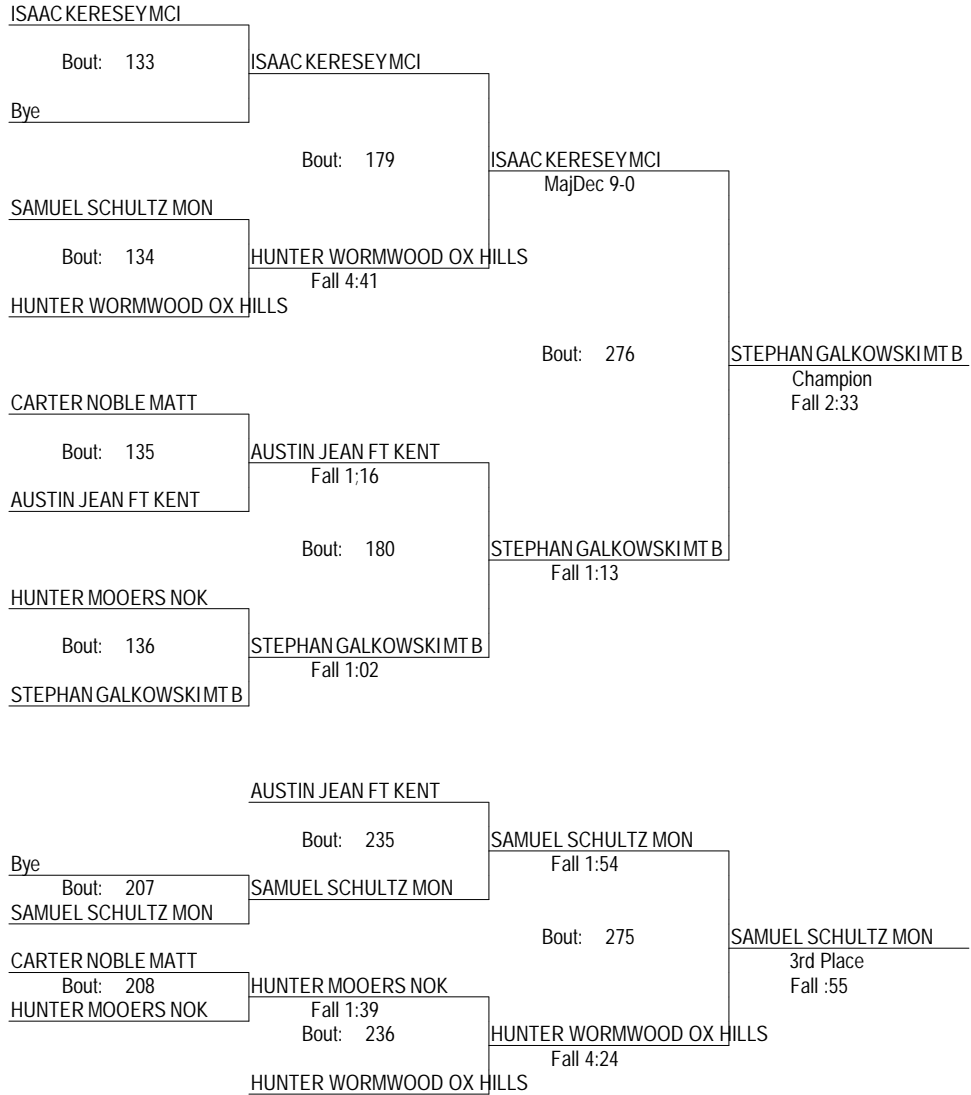 ISAAC KERESEY MCI
Bout: 133
ISAAC KERESEY MCI
Bye
Bout: 179
ISAAC KERESEY MCI
MajDec 9-0
SAMUEL SCHULTZ MON
Bout: 134
HUNTER WORMWOOD OX HILLS
Fall 4:41
HUNTER WORMWOOD OX HILLS
Bout: 276
STEPHAN GALKOWSKI MT B
Champion
Fall 2:33
CARTER NOBLE MATT
Bout: 135
AUSTIN JEAN FT KENT
Fall 1;16
AUSTIN JEAN FT KENT
Bout: 180
STEPHAN GALKOWSKI MT B
Fall 1:13
HUNTER MOOERS NOK
Bout: 136
STEPHAN GALKOWSKI MT B
Fall 1:02
STEPHAN GALKOWSKI MT B
AUSTIN JEAN FT KENT
Bout: 235
SAMUEL SCHULTZ MON
Fall 1:54
Bye
Bout: 207
SAMUEL SCHULTZ MON
SAMUEL SCHULTZ MON
Bout: 275
SAMUEL SCHULTZ MON
3rd Place
Fall :55
CARTER NOBLE MATT
Bout: 208
HUNTER MOOERS NOK
HUNTER MOOERS NOK
Fall 1:39
Bout: 236
HUNTER WORMWOOD OX HILLS
Fall 4:24
HUNTER WORMWOOD OX HILLS